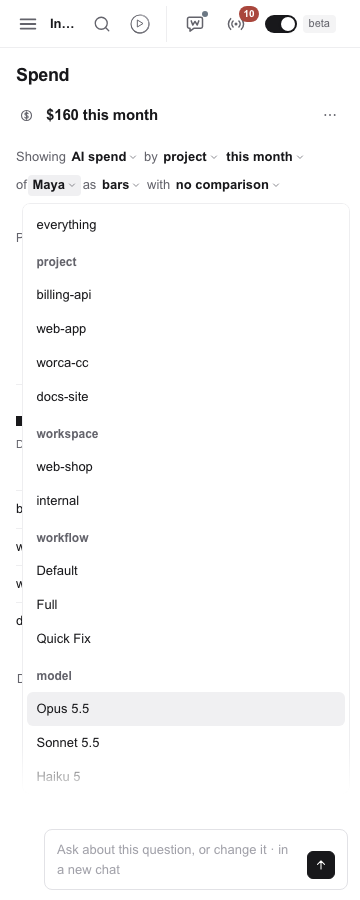 In...
10
beta
Spend
$160 this month
Showing AI spend by project this month
of Maya as bars with no comparison
everything
project
billing-api
web-app
worca-cc
docs-site
workspace
web-shop
internal
workflow
Default
Full
Quick Fix
model
Opus 5.5
Sonnet 5.5
Haiku 5
Ask about this question, or change it · in
a new chat